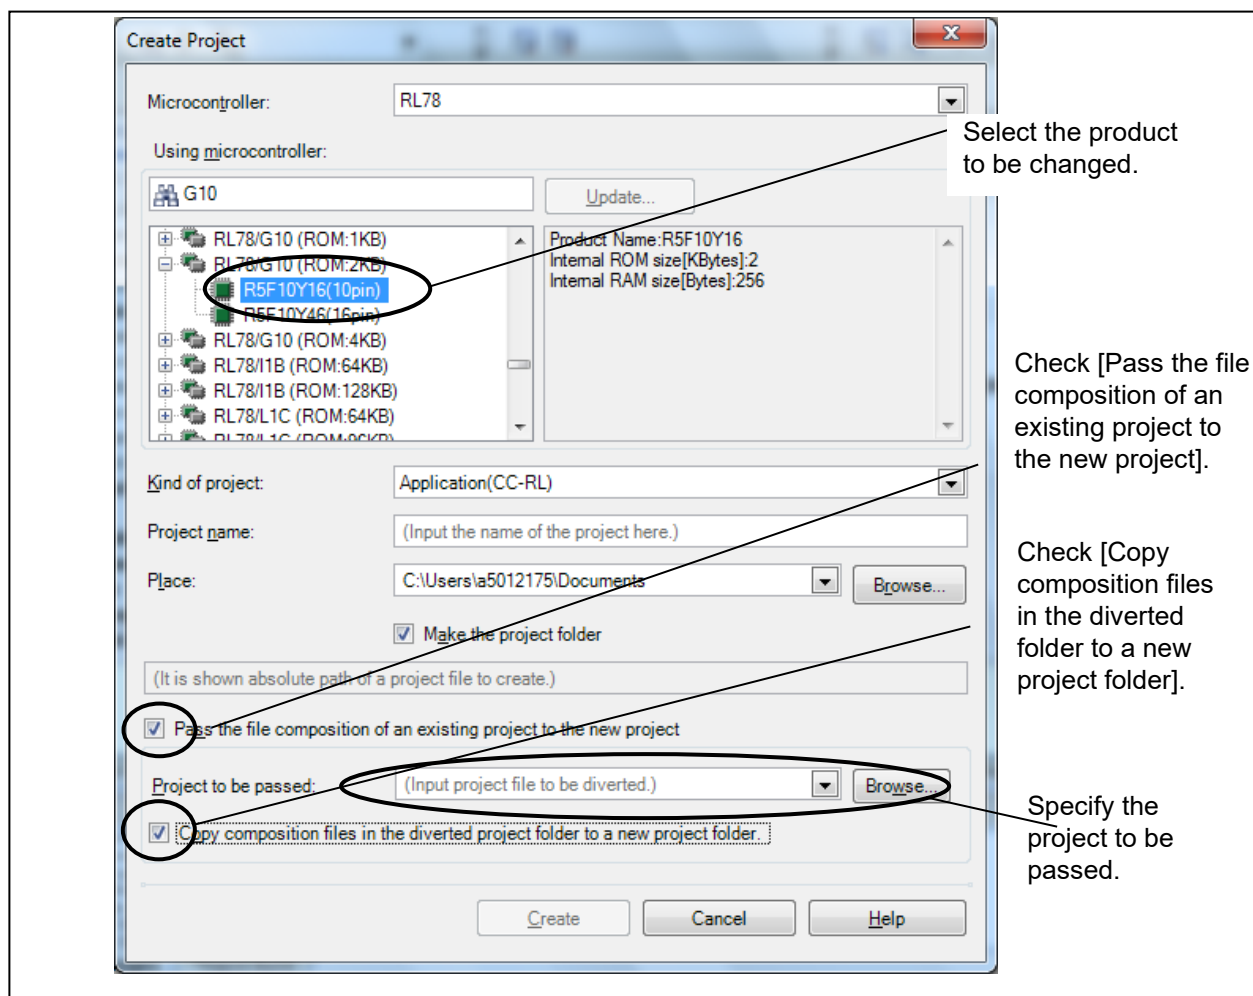 Create Project
Microcontroller:
RL78
Select the product
to be changed.
Using microcontroller:
G10
Update...
RL78/G10 (ROM:1KB)
RL78/G10 (ROM:2KB)
R5F10Y16(10pin)
R5F10Y46(16pin)
RL78/G10 (ROM:4KB)
RL78/I1B (ROM:64KB)
RL78/I1B (ROM:128KB)
RL78/L1C (ROM:64KB)
RL78/L1C (ROM:96KB)
Product Name:R5F10Y16
Internal ROM size[KBytes]:2
Internal RAM size[Bytes]:256
Check [Pass the file
composition of an
existing project to
the new project].
Kind of project:
Application(CC-RL)
Project name:
(Input the name of the project here.)
Place:
C:\Users\a5012175\Documents
Browse...
Make the project folder
Check [Copy
composition files
in the diverted
folder to a new
project folder].
(It is shown absolute path of a project file to create.)
Pass the file composition of an existing project to the new project
Project to be passed:
(Input project file to be diverted.)
Browse...
Copy composition files in the diverted project folder to a new project folder.
Specify the
project to be
passed.
Create
Cancel
Help